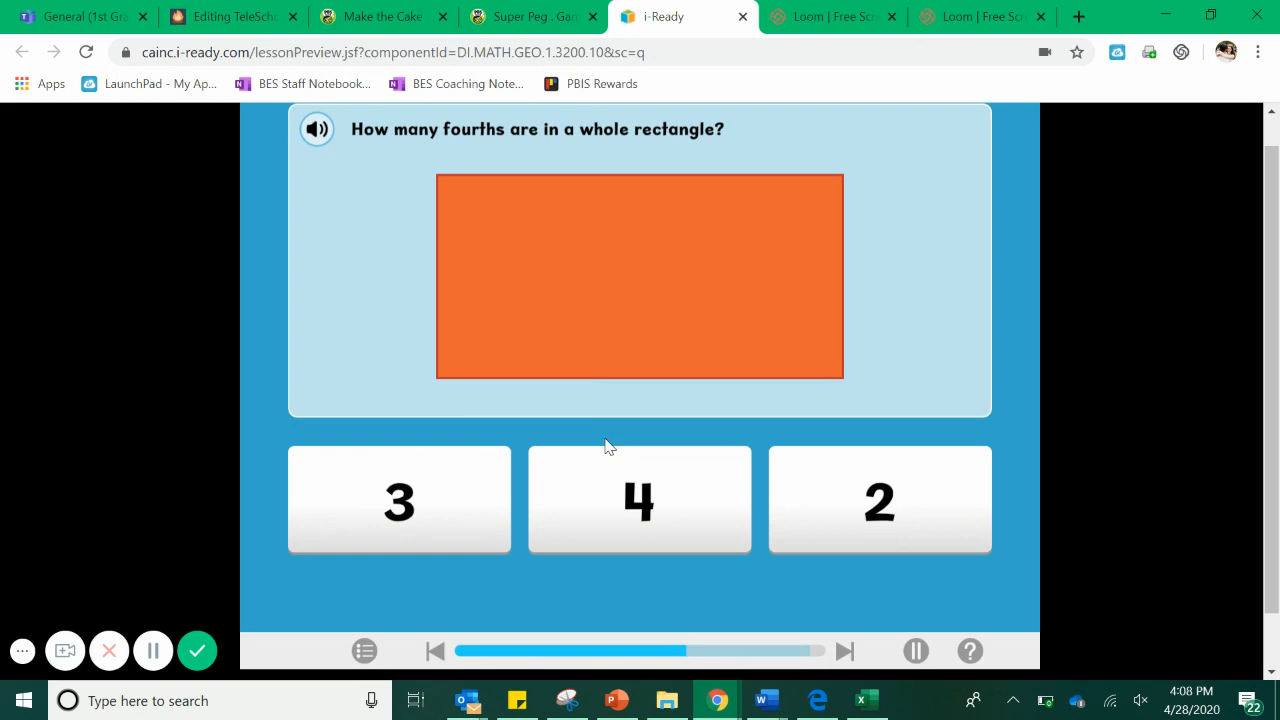 General (1st Gra
Editing TeleScho
Make the Cake
Super Peg . Gam
i-Ready
Loom | Free Scr
Loom | Free Scr
cainc.i-ready.com/lessonPreview.jsf?componentId=DI.MATH.GEO.1.3200.10&sc=q
Apps
LaunchPad - My Ap...
BES Staff Notebook...
BES Coaching Note...
PBIS Rewards
How many fourths are in a whole rectangle?
3
4
2
Type here to search
4:08 PM
4/28/2020
22